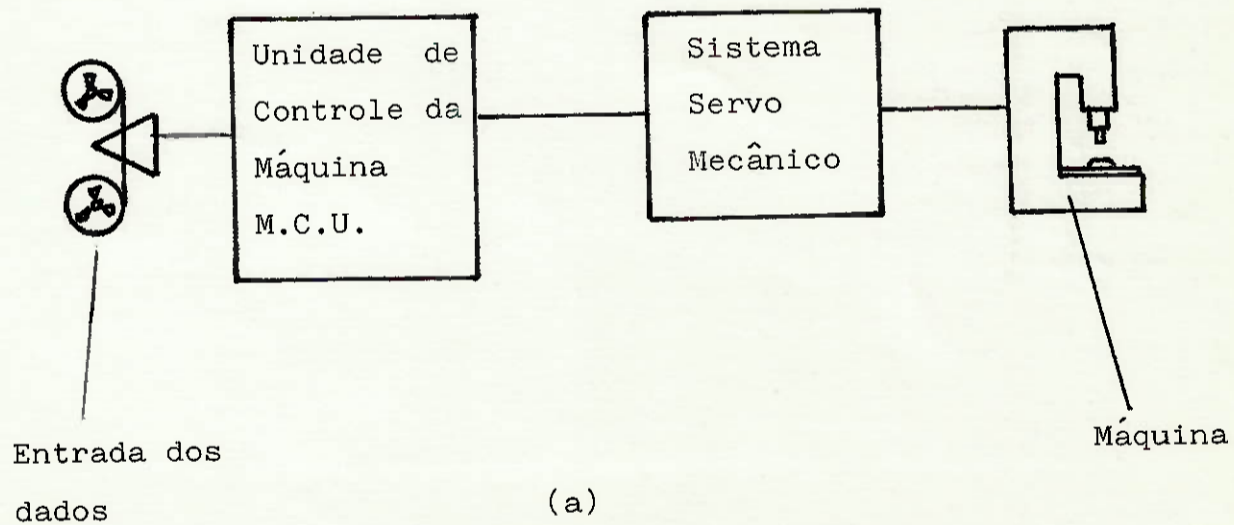 Unidade de
Controle da
Máquina
M.C.U.
Sistema
Servo
Mecânico
Entrada dos
dados
Máquina
(a)